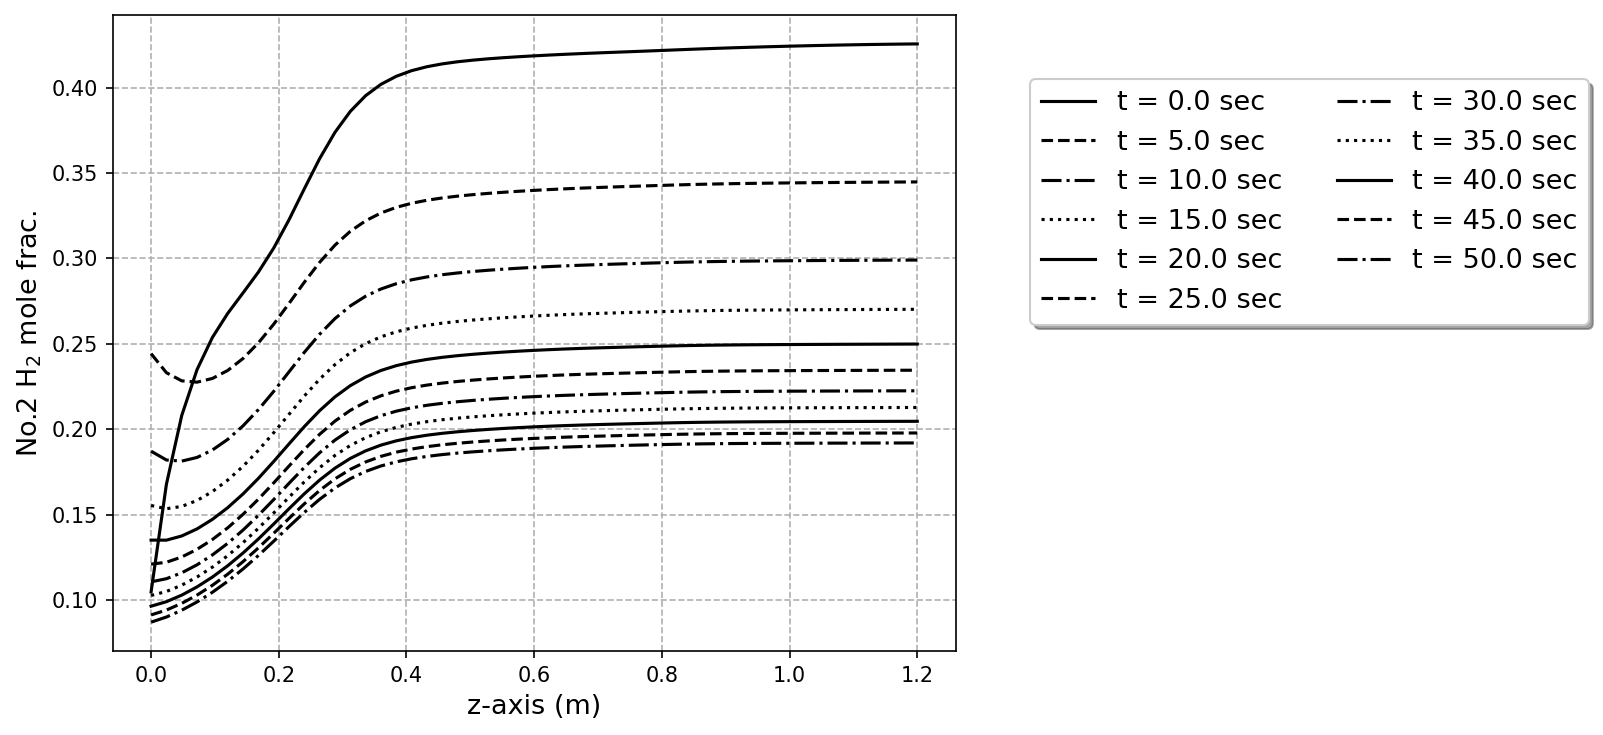 No.2 H₂ mole frac.
0.40
0.35
0.30
0.25
0.20
0.15
0.10
0.0 0.2 0.4 0.6 0.8 1.0 1.2
z-axis (m)
t = 0.0 sec
t = 5.0 sec
t = 10.0 sec
t = 15.0 sec
t = 20.0 sec
t = 25.0 sec
t = 30.0 sec
t = 35.0 sec
t = 40.0 sec
t = 45.0 sec
t = 50.0 sec